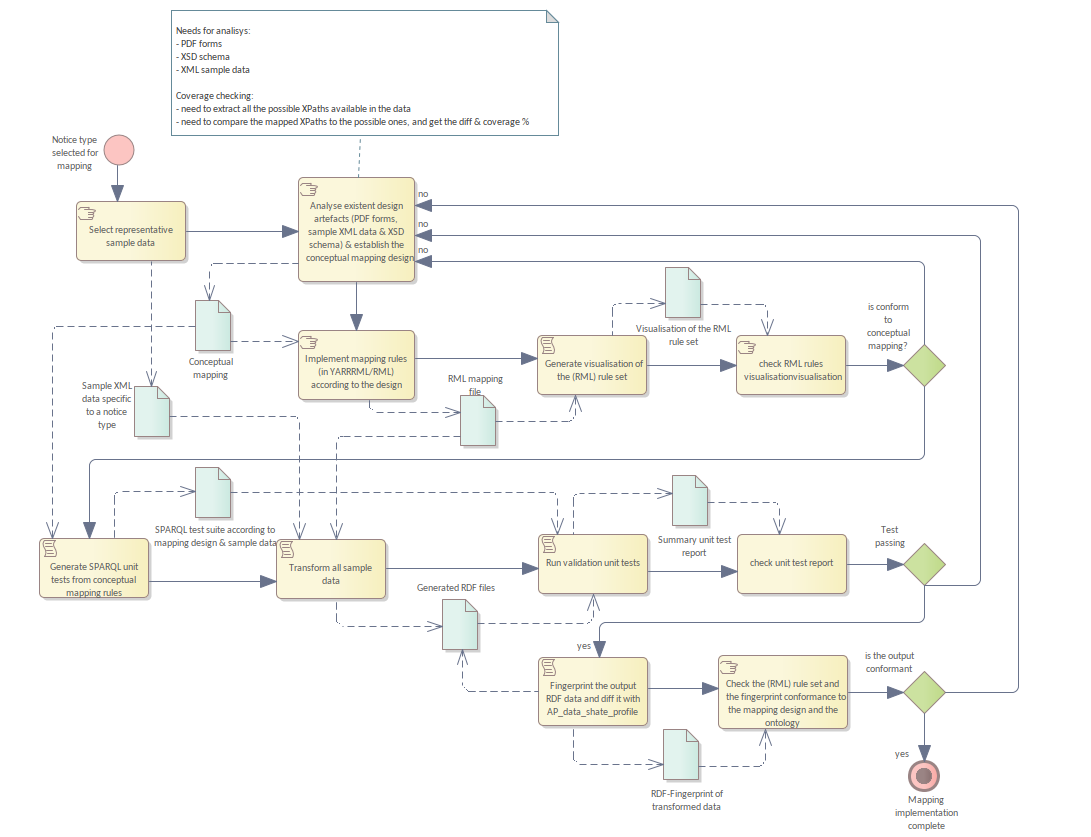 Needs for analisys:
- PDF forms
- XSD schema
- XML sample data
Coverage checking:
- need to extract all the possible XPaths available in the data
- need to compare the mapped XPaths to the possible ones, and get the diff & coverage %
Notice type
selected for
mapping
Select representative
sample data
Analyse existent design
artefacts (PDF forms,
sample XML data & XSD
schema) & establish the
conceptual mapping design
no
no
no
Conceptual
mapping
Implement mapping rules
(in YARRRML/RML)
according to the design
Visualisation of the RML
rule set
Generate visualisation of
the (RML) rule set
check RML rules
visualisationvisualisation
is conform
to
conceptual
mapping?
Sample XML
data specific
to a notice
type
RML mapping
file
SPARQL test suite according to
mapping design & sample data
Generate SPARQL unit
tests from conceptual
mapping rules
Transform all sample
data
Generated RDF files
Run validation unit tests
Summary unit test
report
check unit test report
Test
passing
yes
Fingerprint the output
RDF data and diff it with
AP_data_shate_profile
Check the (RML) rule set and
the fingerprint conformance to
the mapping design and the
ontology
is the output
conformant
RDF-Fingerprint of
transformed data
yes
Mapping
implementation
complete